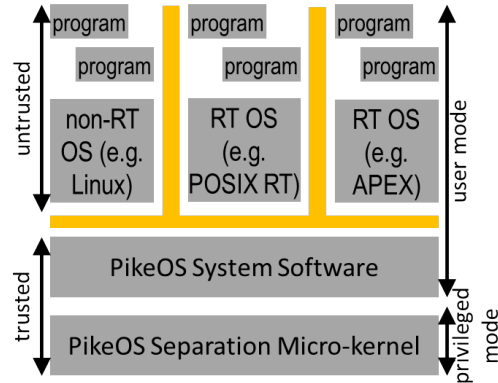 program
program
program
program
program
program
non-RT
OS (e.g.
Linux)
RT OS
(e.g.
POSIX RT)
RT OS
(e.g.
APEX)
PikeOS System Software
PikeOS Separation Micro-kernel
untrusted
trusted
user mode
privileged
mode